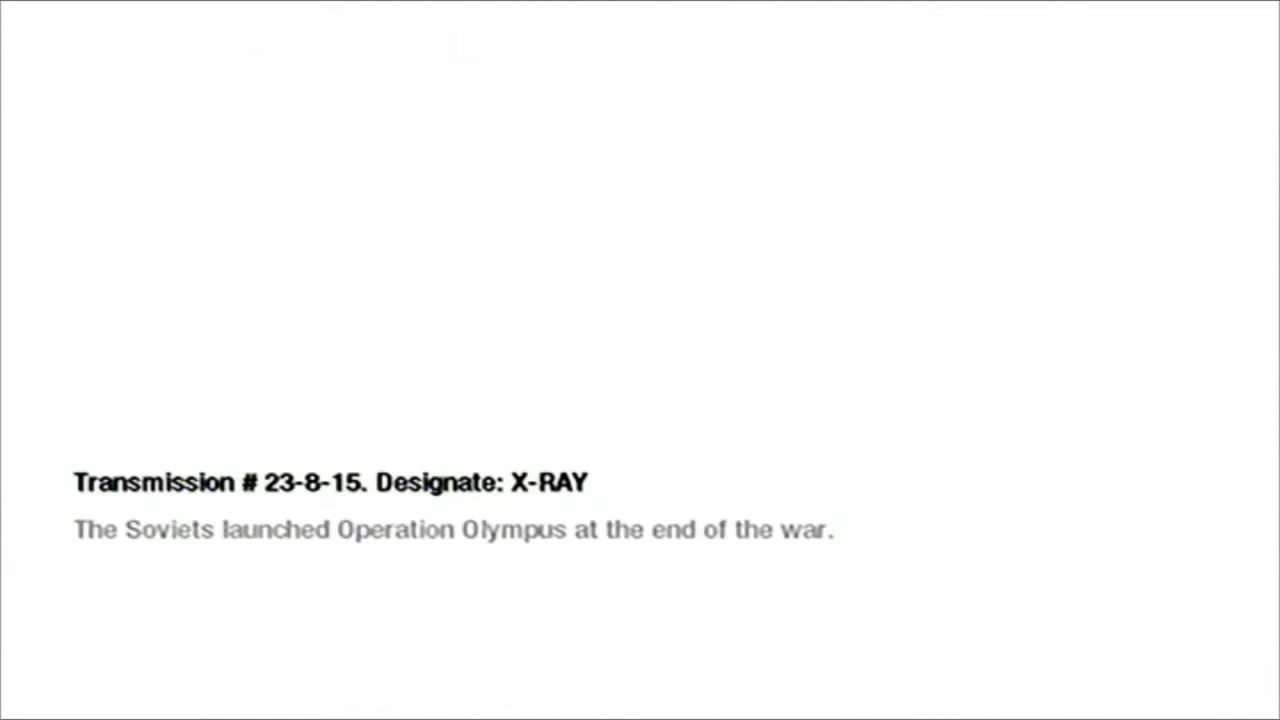 Transmission # 23-8-15. Designate: X-RAY
The Soviets launched Operation Olympus at the end of the war.